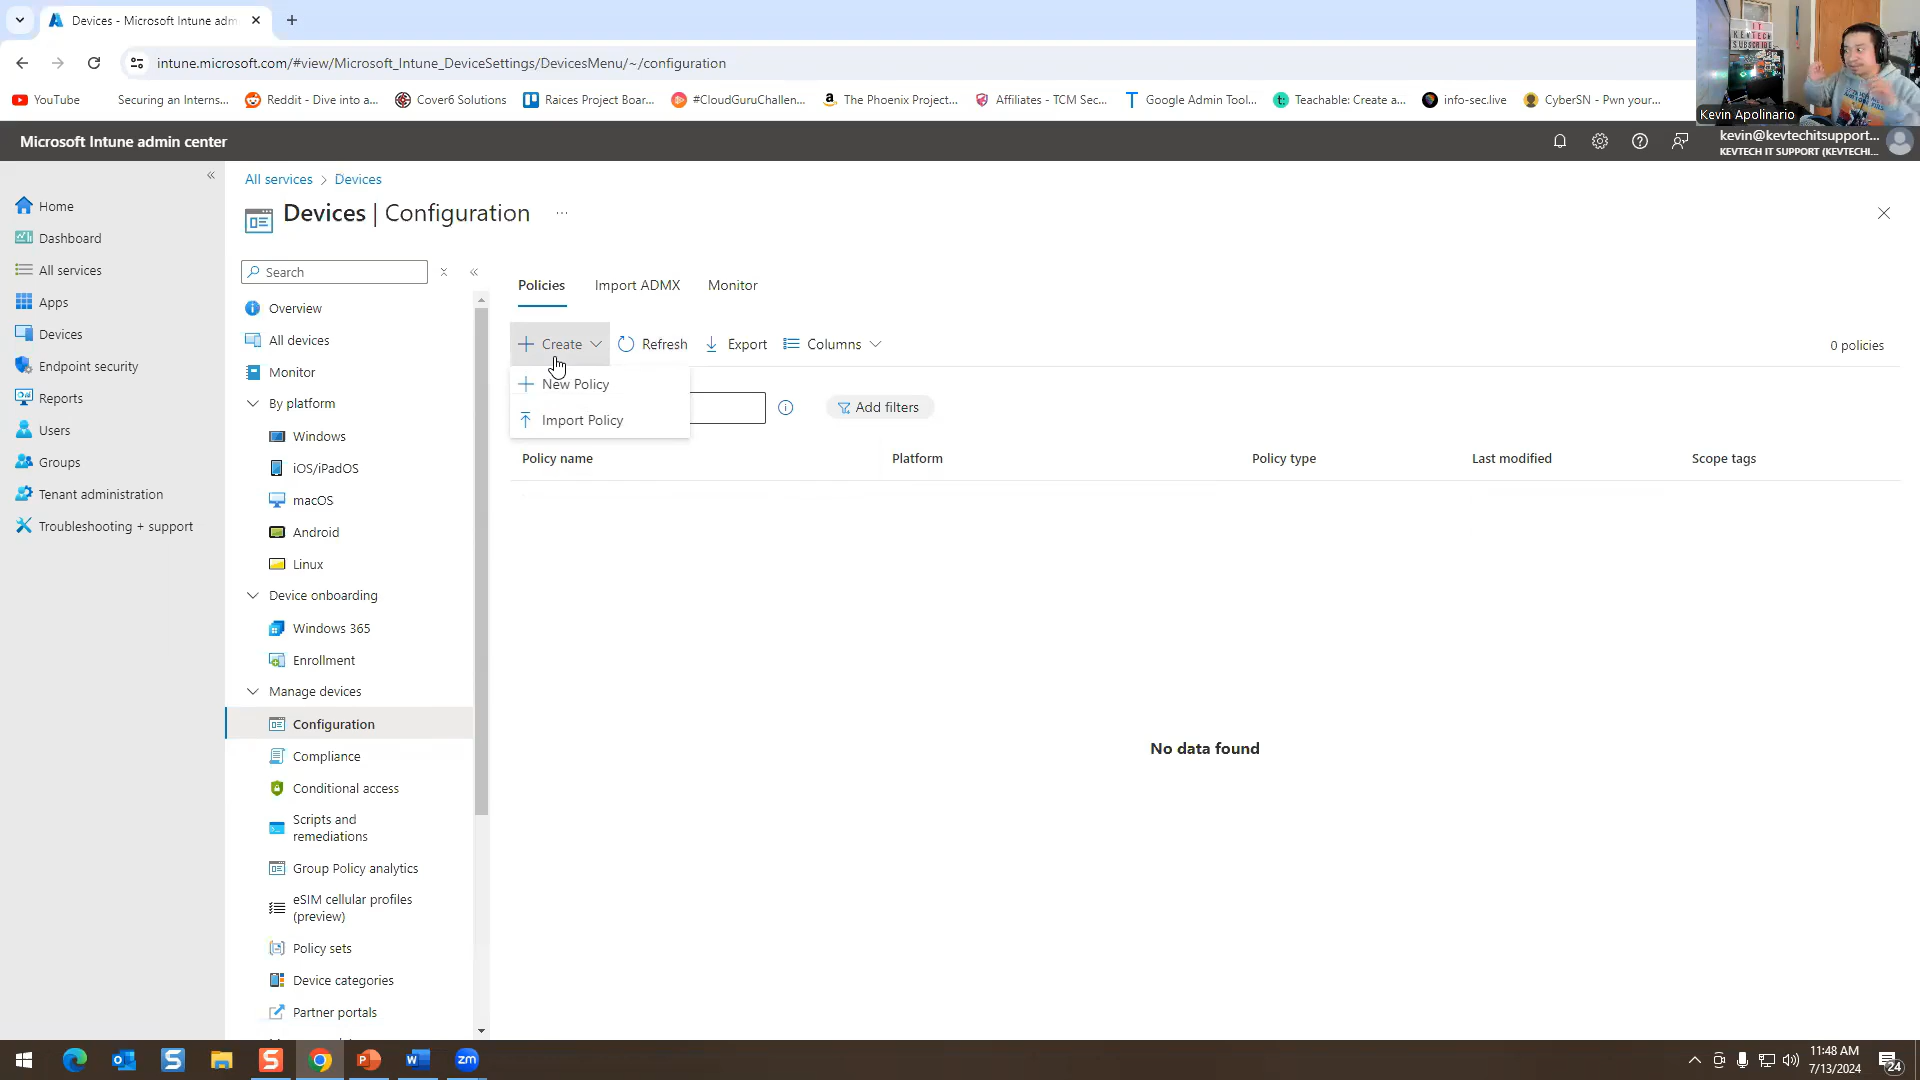 Devices - Microsoft Intune adm
intune.microsoft.com/#view/Microsoft_Intune_DeviceSettings/DevicesMenu/~/configuration
YouTube
Securing an Interns...
Reddit - Dive into a...
Cover6 Solutions
Raices Project Boar...
#CloudGuruChallen...
The Phoenix Project...
Affiliates - TCM Sec...
Google Admin Tool...
Teachable: Create a...
info-sec.live
CyberSN - Pwn your...
IT
KEVTECH
SUBSCRIBE
Kevin Apolinario
Microsoft Intune admin center
kevin@kevtechitsupport...
KEVTECH IT SUPPORT (KEVTECHI...
Home
Dashboard
All services
Apps
Devices
Endpoint security
Reports
Users
Groups
Tenant administration
Troubleshooting + support
All services > Devices
Devices | Configuration
Search
Overview
All devices
Monitor
By platform
Windows
iOS/iPadOS
macOS
Android
Linux
Device onboarding
Windows 365
Enrollment
Manage devices
Configuration
Compliance
Conditional access
Scripts and
remediations
Group Policy analytics
eSIM cellular profiles
(preview)
Policy sets
Device categories
Partner portals
Policies
Import ADMX
Monitor
Create
Refresh
Export
Columns
0 policies
New Policy
Import Policy
Add filters
Policy name
Platform
Policy type
Last modified
Scope tags
No data found
11:48 AM
7/13/2024
24